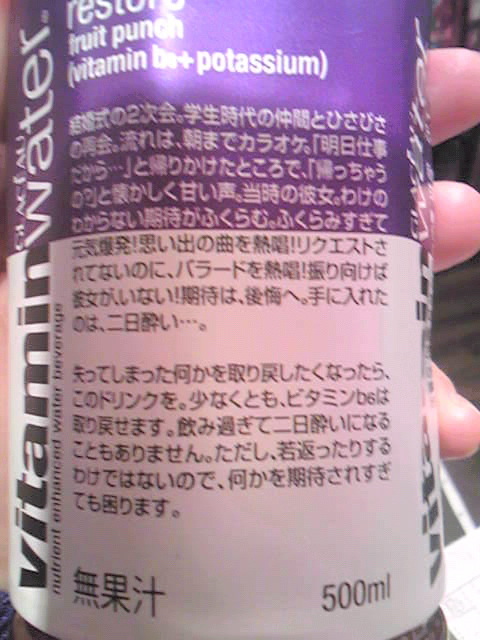 restore
fruit punch
(vitamin b6+potassium)
結婚式の2次会。学生時代の仲間とひさびさ
の再会。流れは、朝までカラオケ。「明日仕事
だから…」と帰りかけたところで、「帰っちゃう
の?」と懐かしく甘い声。当時の彼女。わけの
わからない期待がふくらむ。ふくらみすぎて
元気爆発!思い出の曲を熱唱!リクエストさ
れてないのに、バラードを熱唱!振り向けば
彼女が、いない!期待は、後悔へ。手に入れた
のは、二日酔い…。
失ってしまった何かを取り戻したくなったら、
このドリンクを。少なくとも、ビタミンb6は
取り戻せます。飲み過ぎて二日酔いになる
こともありません。ただし、若返ったりする
わけではないので、何かを期待されすぎ
ても困ります。
無果汁
500ml
GLACEAU
vitaminwater
nutrient enhanced water beverage